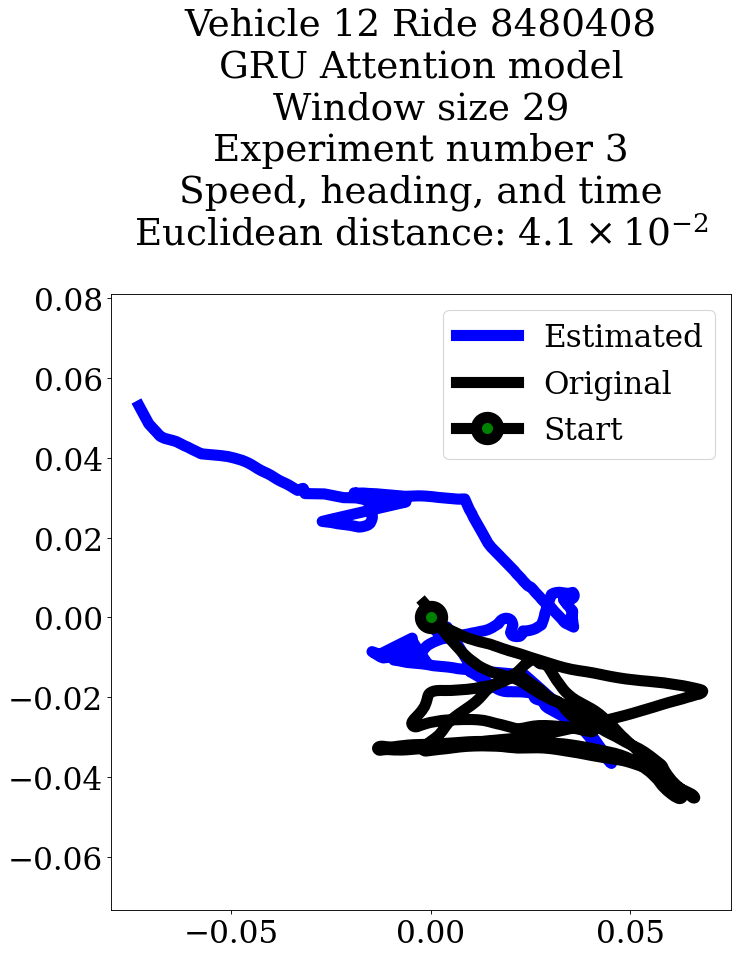 Vehicle 12 Ride 8480408
GRU Attention model
Window size 29
Experiment number 3
Speed, heading, and time
Euclidean distance: 4.1 × 10⁻²
Estimated
Original
Start
0.08
0.06
0.04
0.02
0.00
−0.02
−0.04
−0.06
−0.05
0.00
0.05